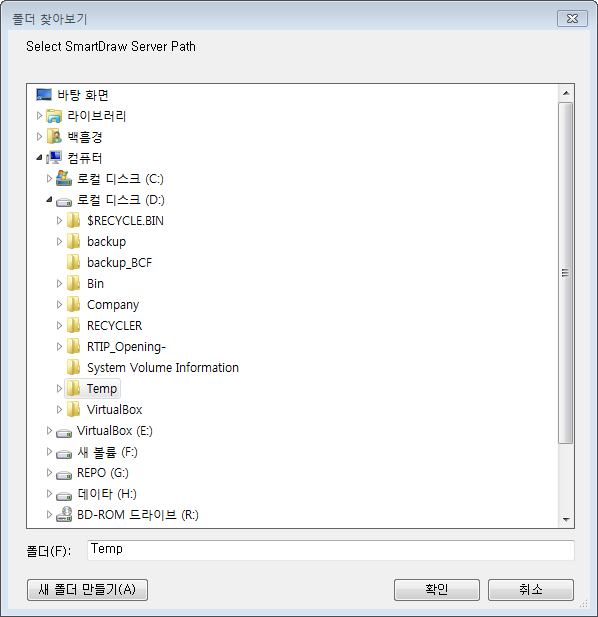 폴더 찾아보기
Select SmartDraw Server Path
바탕 화면
라이브러리
백흠경
컴퓨터
로컬 디스크 (C:)
로컬 디스크 (D:)
$RECYCLE.BIN
backup
backup_BCF
Bin
Company
RECYCLER
RTIP_Opening-
System Volume Information
Temp
VirtualBox
VirtualBox (E:)
새 볼륨 (F:)
REPO (G:)
데이타 (H:)
BD-ROM 드라이브 (R:)
폴더(F): Temp
새 폴더 만들기(A) 확인 취소